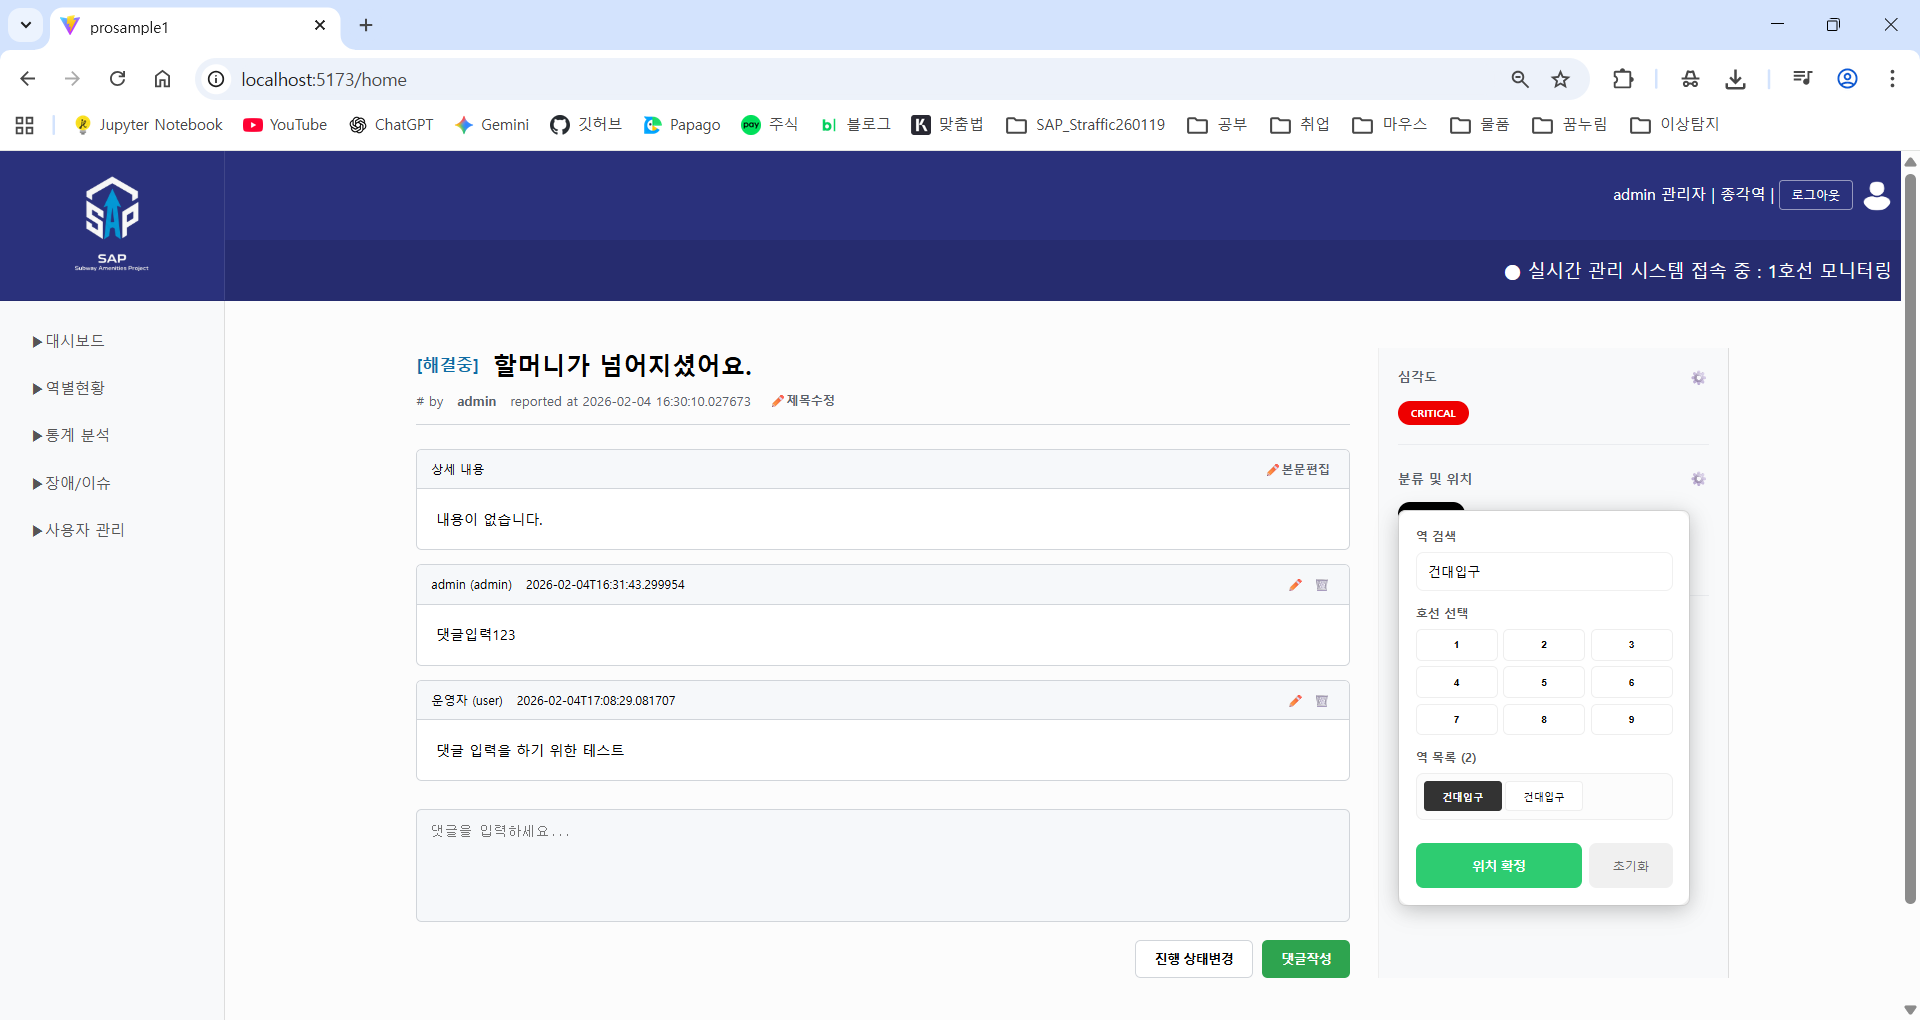 prosample1
localhost:5173/home
Jupyter Notebook
YouTube
ChatGPT
Gemini
깃허브
Papago
pay 주식
bl 블로그
K 맞춤법
SAP_Straffic260119
공부
취업
마우스
물품
꿈누림
이상탐지
SAP
SAP
Subway Amenities Project
admin 관리자 | 종각역 | 로그아웃
실시간 관리 시스템 접속 중 : 1호선 모니터링
▶대시보드
▶역별현황
▶통계 분석
▶장애/이슈
▶사용자 관리
[해결중] 할머니가 넘어지셨어요.
# by admin reported at 2026-02-04 16:30:10.027673 제목수정
상세 내용 본문편집
내용이 없습니다.
admin (admin) 2026-02-04T16:31:43.299954
댓글입력123
운영자 (user) 2026-02-04T17:08:29.081707
댓글 입력을 하기 위한 테스트
댓글을 입력하세요...
진행 상태변경 댓글작성
심각도
CRITICAL
분류 및 위치
역 검색
건대입구
호선 선택
1 2 3
4 5 6
7 8 9
역 목록 (2)
건대입구 건대입구
위치 확정 초기화